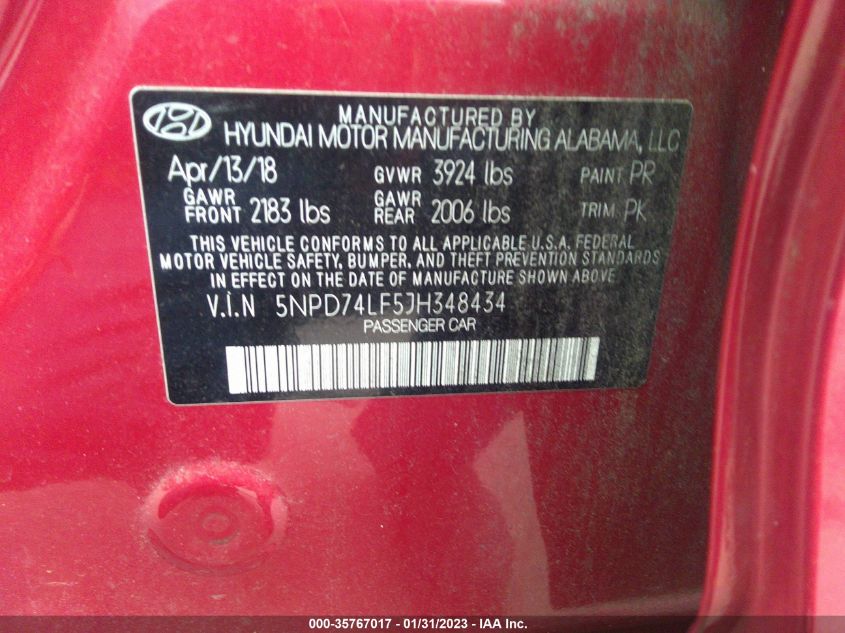 MANUFACTURED BY
HYUNDAI MOTOR MANUFACTURING ALABAMA, LLC
Apr/13/18 GVWR 3924 lbs PAINT PR
GAWR FRONT 2183 lbs GAWR REAR 2006 lbs TRIM PK
THIS VEHICLE CONFORMS TO ALL APPLICABLE U.S.A. FEDERAL
MOTOR VEHICLE SAFETY, BUMPER, AND THEFT PREVENTION STANDARDS
IN EFFECT ON THE DATE OF MANUFACTURE SHOWN ABOVE
V.I.N 5NPD74LF5JH348434
PASSENGER CAR
000-35767017 - 01/31/2023 - IAA Inc.